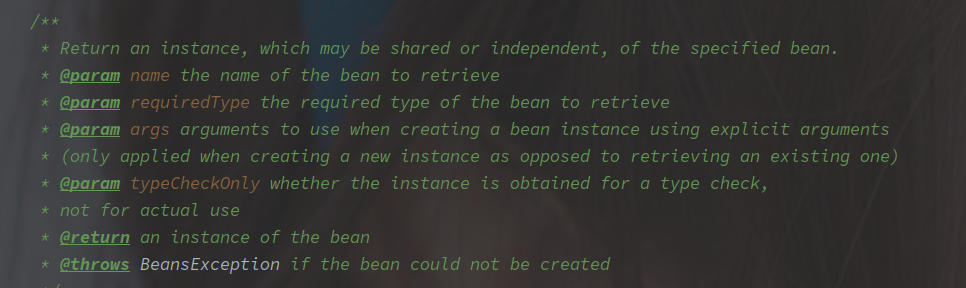 /**
* Return an instance, which may be shared or independent, of the specified bean.
* @param name the name of the bean to retrieve
* @param requiredType the required type of the bean to retrieve
* @param args arguments to use when creating a bean instance using explicit arguments
* (only applied when creating a new instance as opposed to retrieving an existing one)
* @param typeCheckOnly whether the instance is obtained for a type check,
* not for actual use
* @return an instance of the bean
* @throws BeansException if the bean could not be created